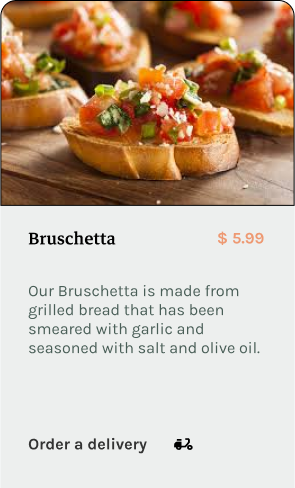 Bruschetta $ 5.99
Our Bruschetta is made from
grilled bread that has been
smeared with garlic and
seasoned with salt and olive oil.
Order a delivery